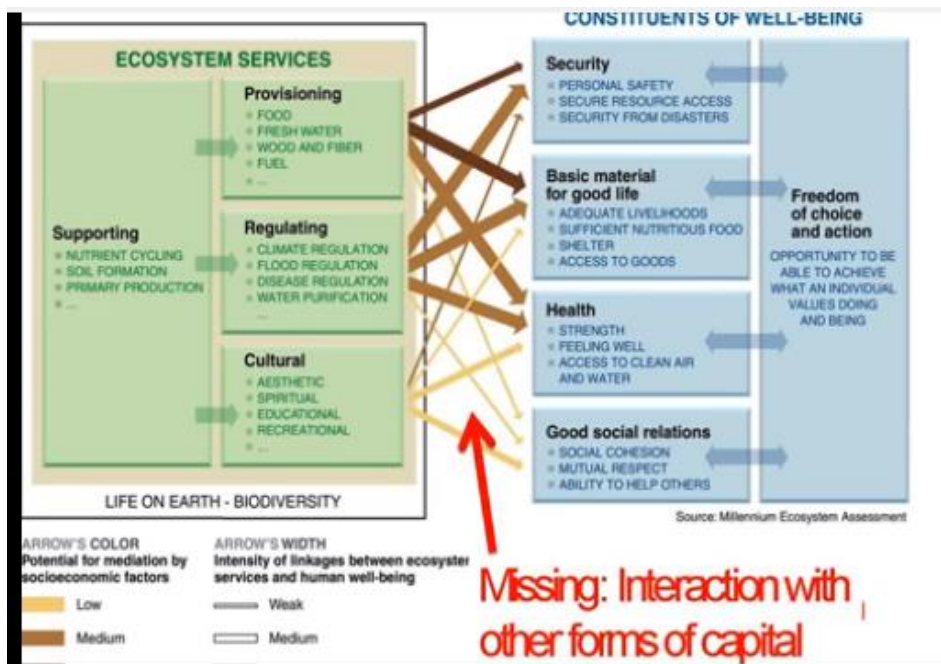 CONSTITUENTS OF WELL-BEING
ECOSYSTEM SERVICES
Supporting
NUTRIENT CYCLING
SOIL FORMATION
PRIMARY PRODUCTION
...
Provisioning
FOOD
FRESH WATER
WOOD AND FIBER
FUEL
...
Regulating
CLIMATE REGULATION
FLOOD REGULATION
DISEASE REGULATION
WATER PURIFICATION
...
Cultural
AESTHETIC
SPIRITUAL
EDUCATIONAL
RECREATIONAL
...
LIFE ON EARTH - BIODIVERSITY
Security
PERSONAL SAFETY
SECURE RESOURCE ACCESS
SECURITY FROM DISASTERS
Basic material
for good life
ADEQUATE LIVELIHOODS
SUFFICIENT NUTRITIOUS FOOD
SHELTER
ACCESS TO GOODS
Health
STRENGTH
FEELING WELL
ACCESS TO CLEAN AIR
AND WATER
Good social relations
SOCIAL COHESION
MUTUAL RESPECT
ABILITY TO HELP OTHERS
Freedom
of choice
and action
OPPORTUNITY TO BE
ABLE TO ACHIEVE
WHAT AN INDIVIDUAL
VALUES DOING
AND BEING
Source: Millennium Ecosystem Assessment
ARROW'S COLOR
Potential for mediation by
socioeconomic factors
Low
Medium
ARROW'S WIDTH
Intensity of linkages between ecosyster
services and human well-being
Weak
Medium
Missing: Interaction with
other forms of capital